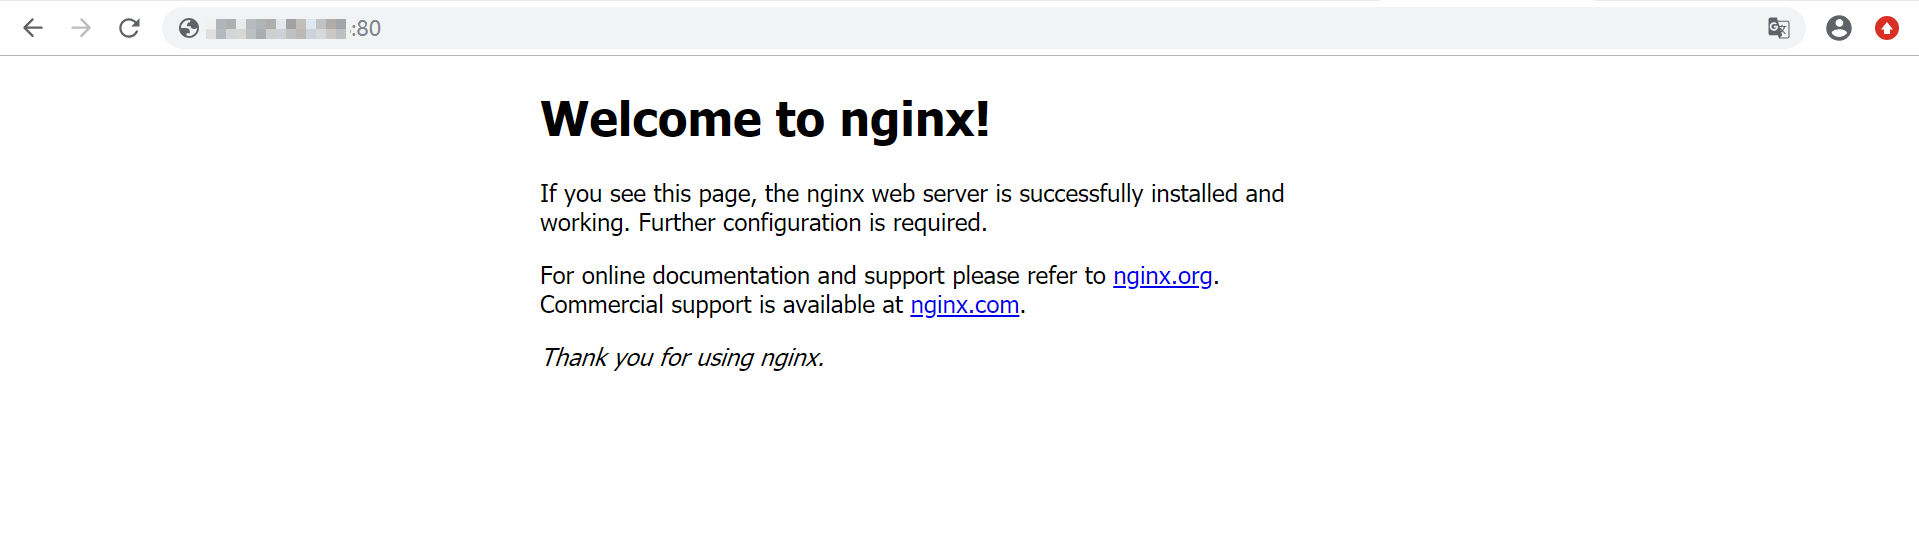 :80
Welcome to nginx!
If you see this page, the nginx web server is successfully installed and
working. Further configuration is required.
For online documentation and support please refer to nginx.org.
Commercial support is available at nginx.com.
Thank you for using nginx.